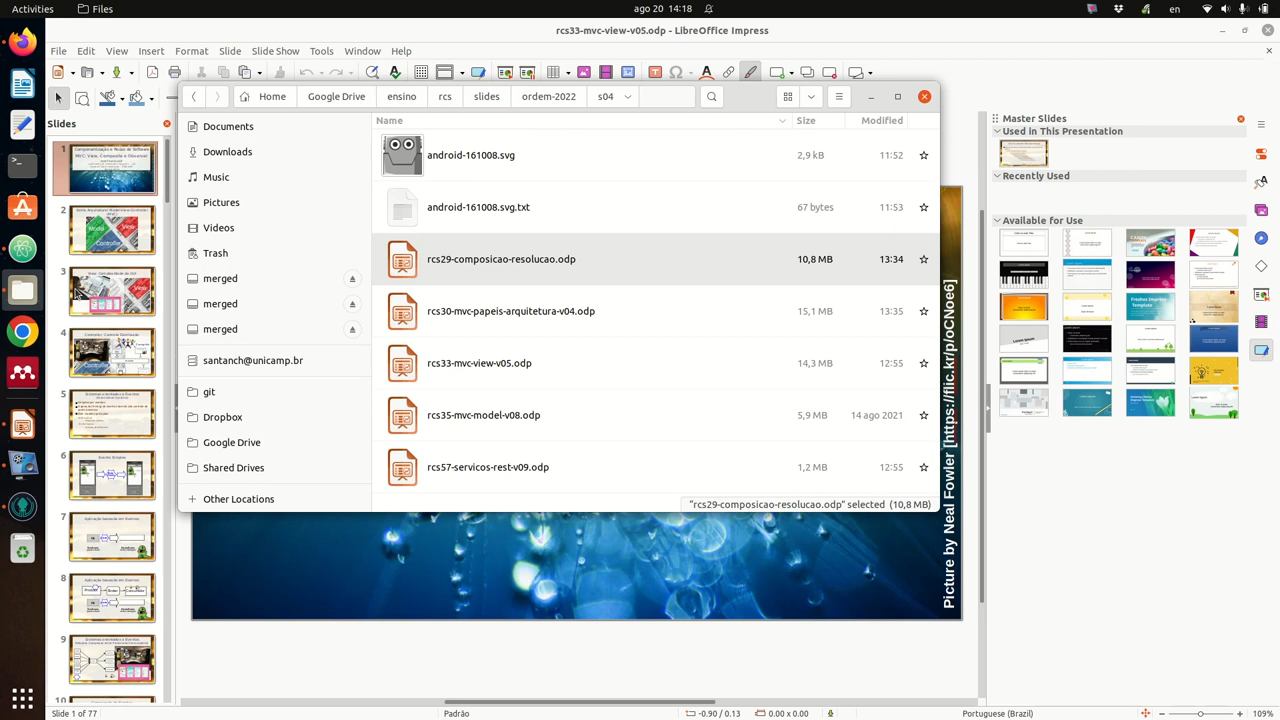 Activities
Files
ago 20 14:18
en
rcs33-mvc-view-v05.odp - LibreOffice Impress
File Edit View Insert Format Slide Slide Show Tools Window Help
Home Google Drive ensino rcs slides ordem-2022 s04
Slides
Documents
Downloads
Music
Pictures
Videos
Trash
merged
merged
merged
santanch@unicamp.br
git
Dropbox
Google Drive
Shared Drives
Other Locations
Name Size Modified
android-161008.svg 11:52
android-161008.svg.txt 67 bytes 11:53
rcs29-composicao-resolucao.odp 10,8 MB 13:34
rcs30-mvc-papeis-arquitetura-v04.odp 15,1 MB 13:35
rcs33-mvc-view-v05.odp 14,3 MB 12:55
rcs35-mvc-model-v08.odp 5,9 MB 14 ago 2021
rcs57-servicos-rest-v09.odp 1,2 MB 12:55
"rcs29-composicao-resolucao.odp" selected (10,8 MB)
Picture by Neal Fowler [https://flic.kr/p/oCNoe6]
Master Slides
Used in This Presentation
Recently Used
Available for Use
1
2
3
4
5
6
7
8
9
10
Slide 1 of 77
Padrão
-0.90 / 0.13
0.00 x 0.00
Portuguese (Brazil)
109%